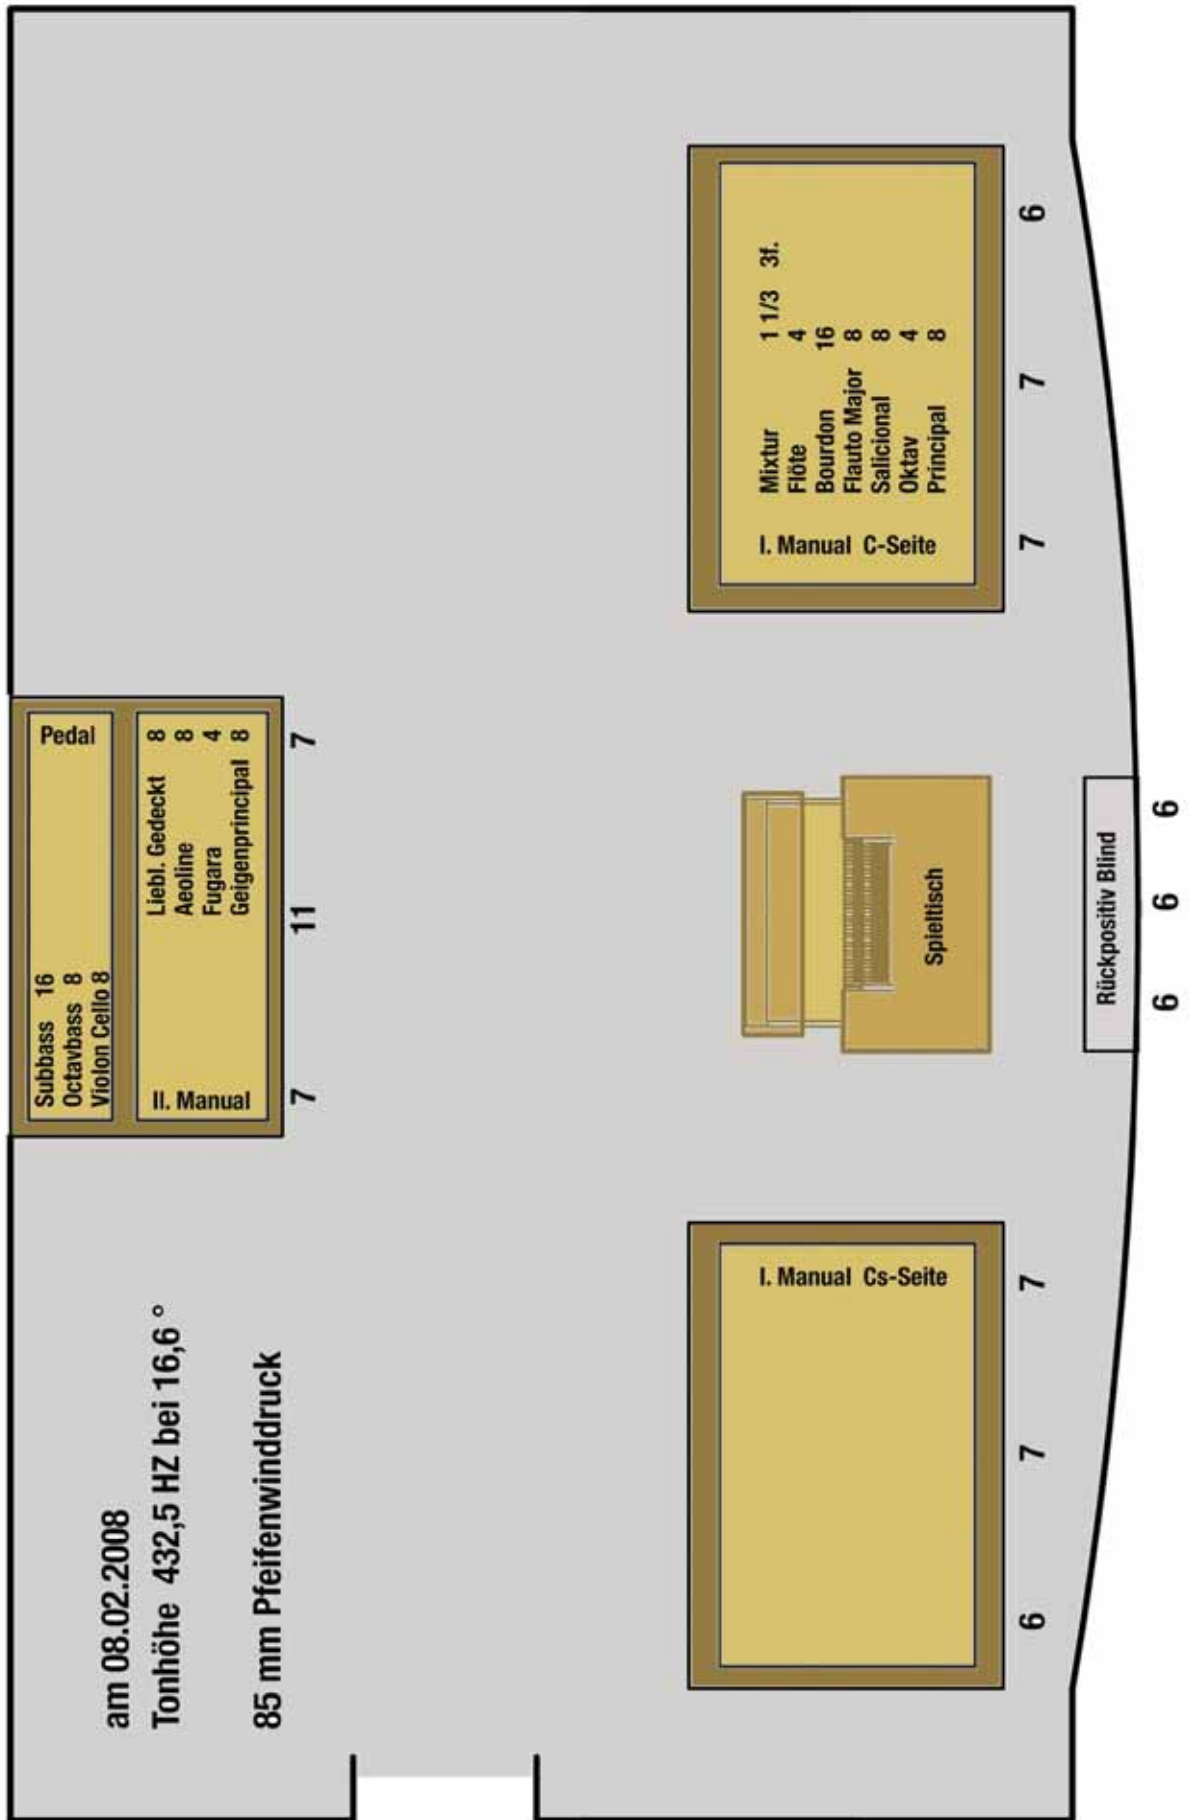 am 08.02.2008
Tonhöhe 432,5 HZ bei 16,6 °
85 mm Pfeifenwinddruck
Pedal
Subbass 16
Octavbass 8
Violon Cello 8
II. Manual
Liebl. Gedeckt 8
Aeoline 8
Fugara 4
Geigenprincipal 8
7 11 7
I. Manual Cs-Seite
6 7 7
Spieltisch
I. Manual C-Seite
Mixtur 1 1/3 3f.
Flöte 4
Bourdon 16
Flauto Major 8
Salicional 8
Oktav 4
Principal 8
7 7 6
Rückpositiv Blind
6 6 6